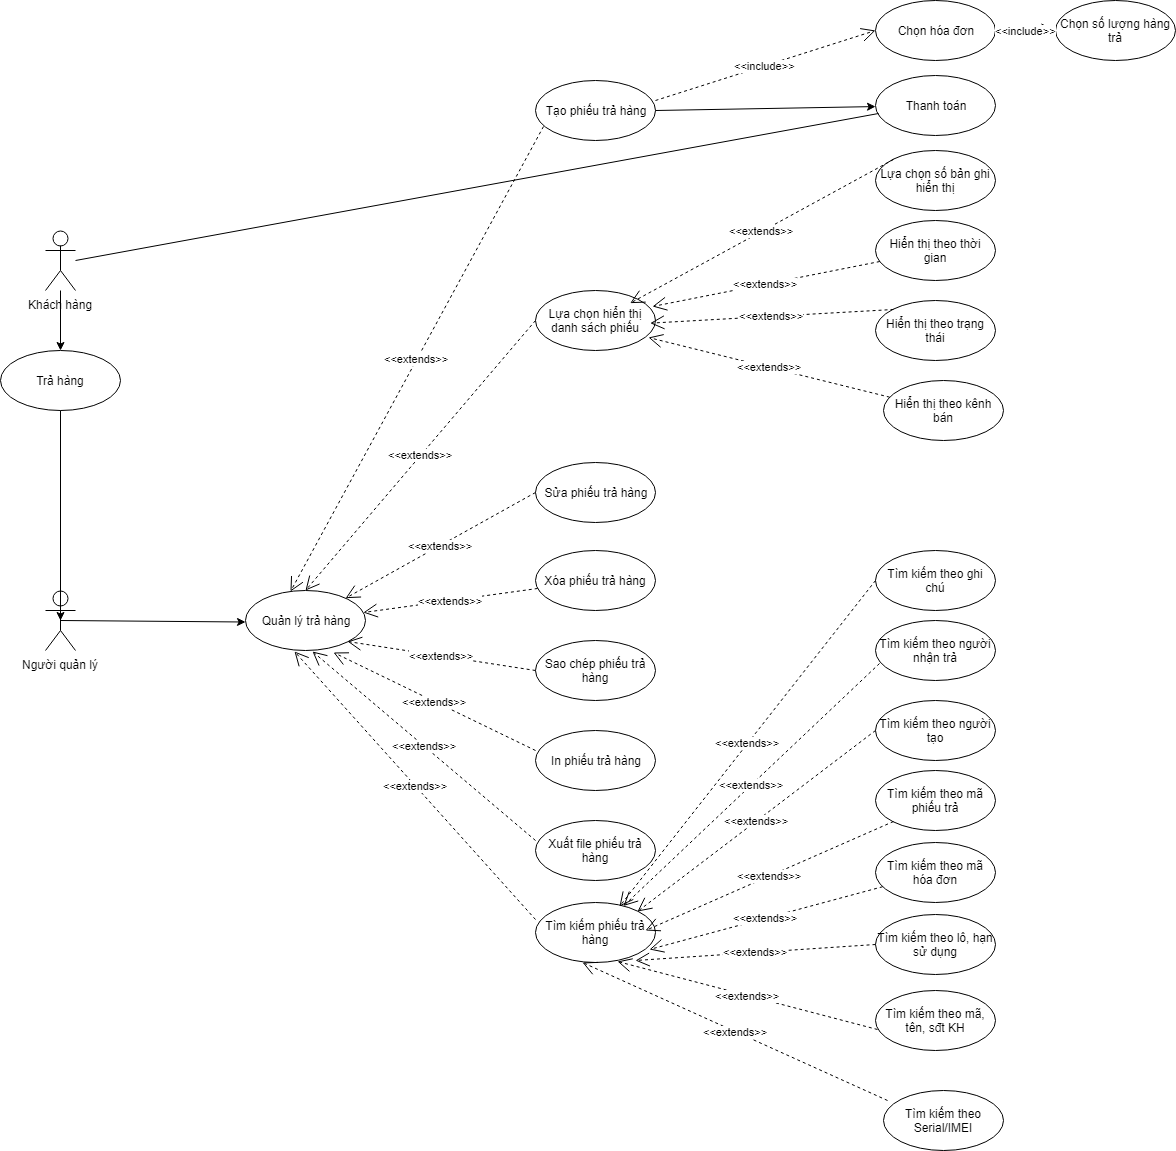 Chọn hóa đơn
<<include>>
Chọn số lượng hàng
trả
<<include>>
Tạo phiếu trả hàng
Thanh toán
Lựa chọn số bản ghi
hiển thị
<<extends>>
Hiển thị theo thời
gian
<<extends>>
Khách hàng
Lựa chọn hiển thị
danh sách phiếu
<<extends>>
Hiển thị theo trạng
thái
<<extends>>
<<extends>>
Trả hàng
Hiển thị theo kênh
bán
<<extends>>
Sửa phiếu trả hàng
<<extends>>
Xóa phiếu trả hàng
Tìm kiếm theo ghi
chú
<<extends>>
Quản lý trả hàng
Người quản lý
<<extends>>
Sao chép phiếu trả
hàng
Tìm kiếm theo người
nhận trả
<<extends>>
Tìm kiếm theo người
tạo
<<extends>>
<<extends>>
In phiếu trả hàng
<<extends>>
<<extends>>
Tìm kiếm theo mã
phiếu trả
<<extends>>
Xuất file phiếu trả
hàng
Tìm kiếm theo mã
hóa đơn
<<extends>>
<<extends>>
Tìm kiếm phiếu trả
hàng
Tìm kiếm theo lô, hạn
sử dụng
<<extends>>
<<extends>>
Tìm kiếm theo mã,
tên, sđt KH
<<extends>>
Tìm kiếm theo
Serial/IMEI